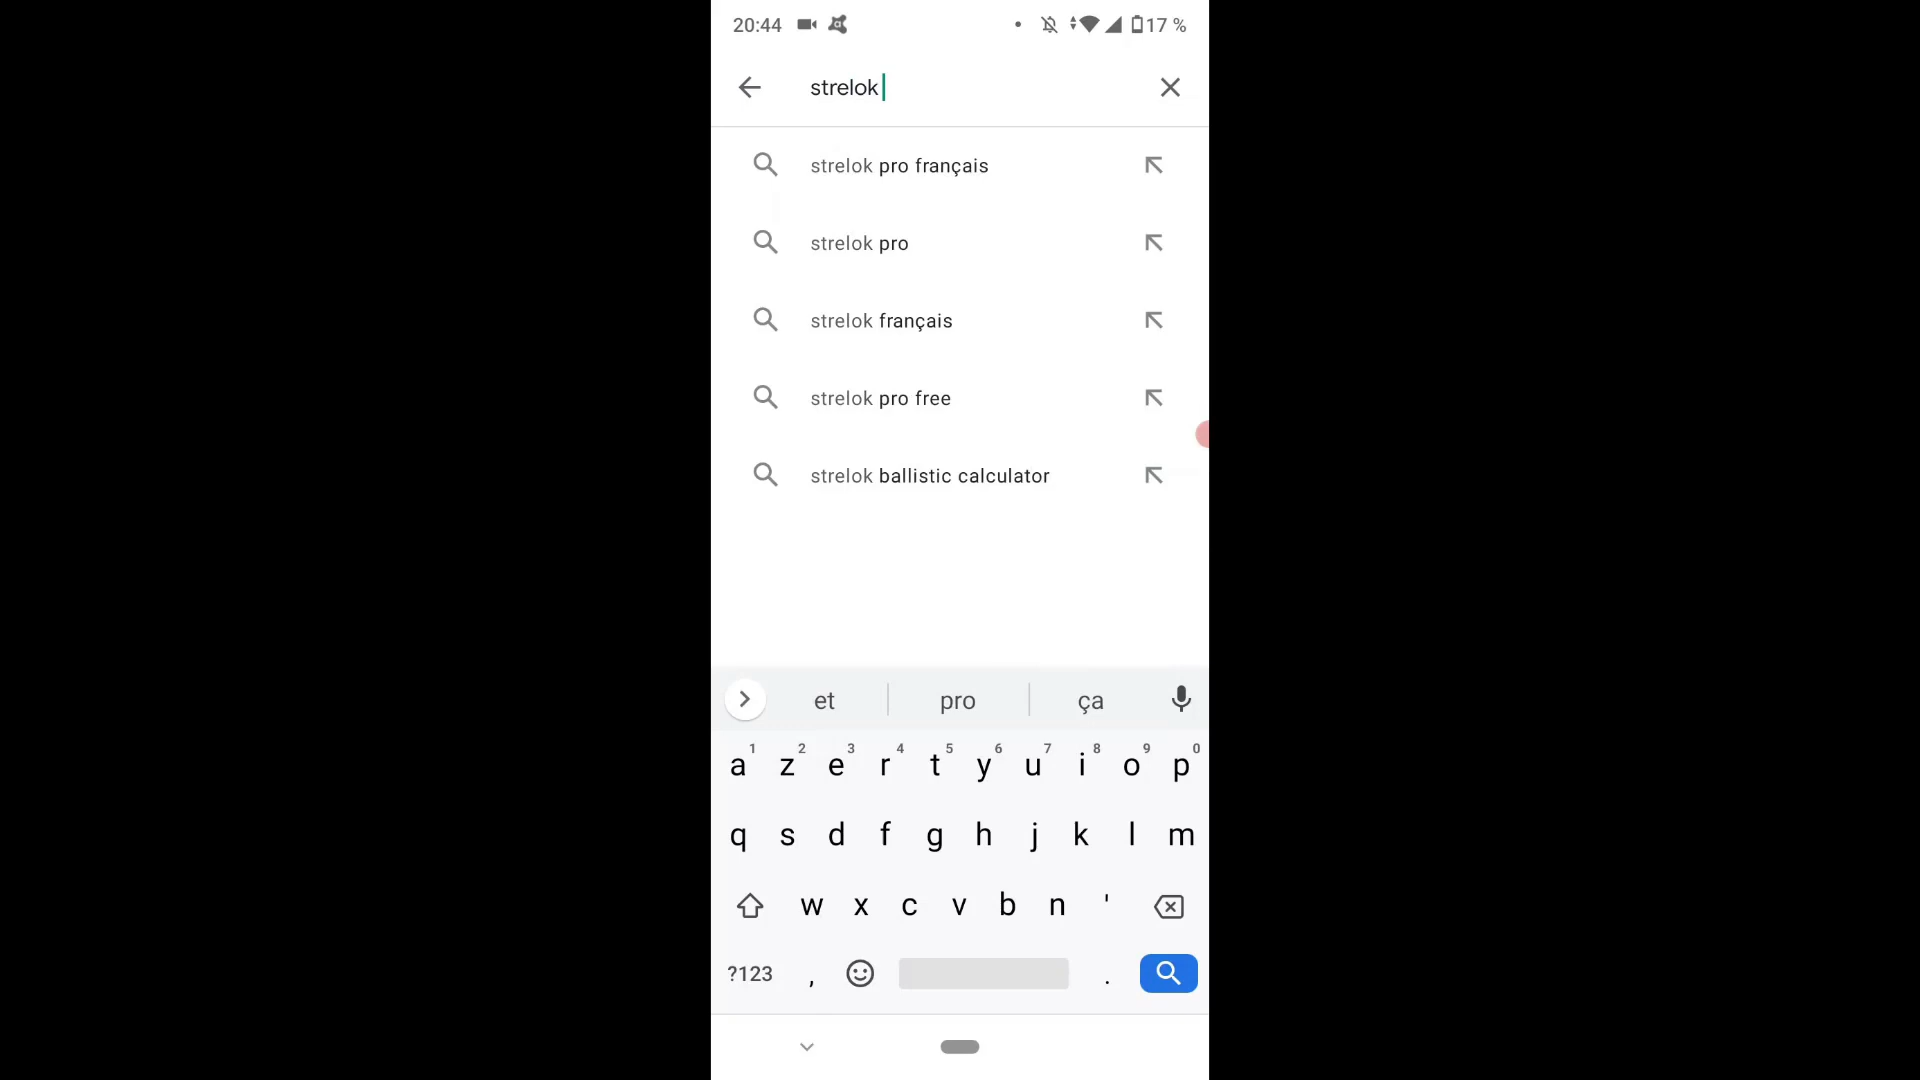 20:44 17 %
strelok
strelok pro français
strelok pro
strelok français
strelok pro free
strelok ballistic calculator
et pro ça
1 2 3 4 5 6 7 8 9 0
a z e r t y u i o p
q s d f g h j k l m
w x c v b n '
?123 , .